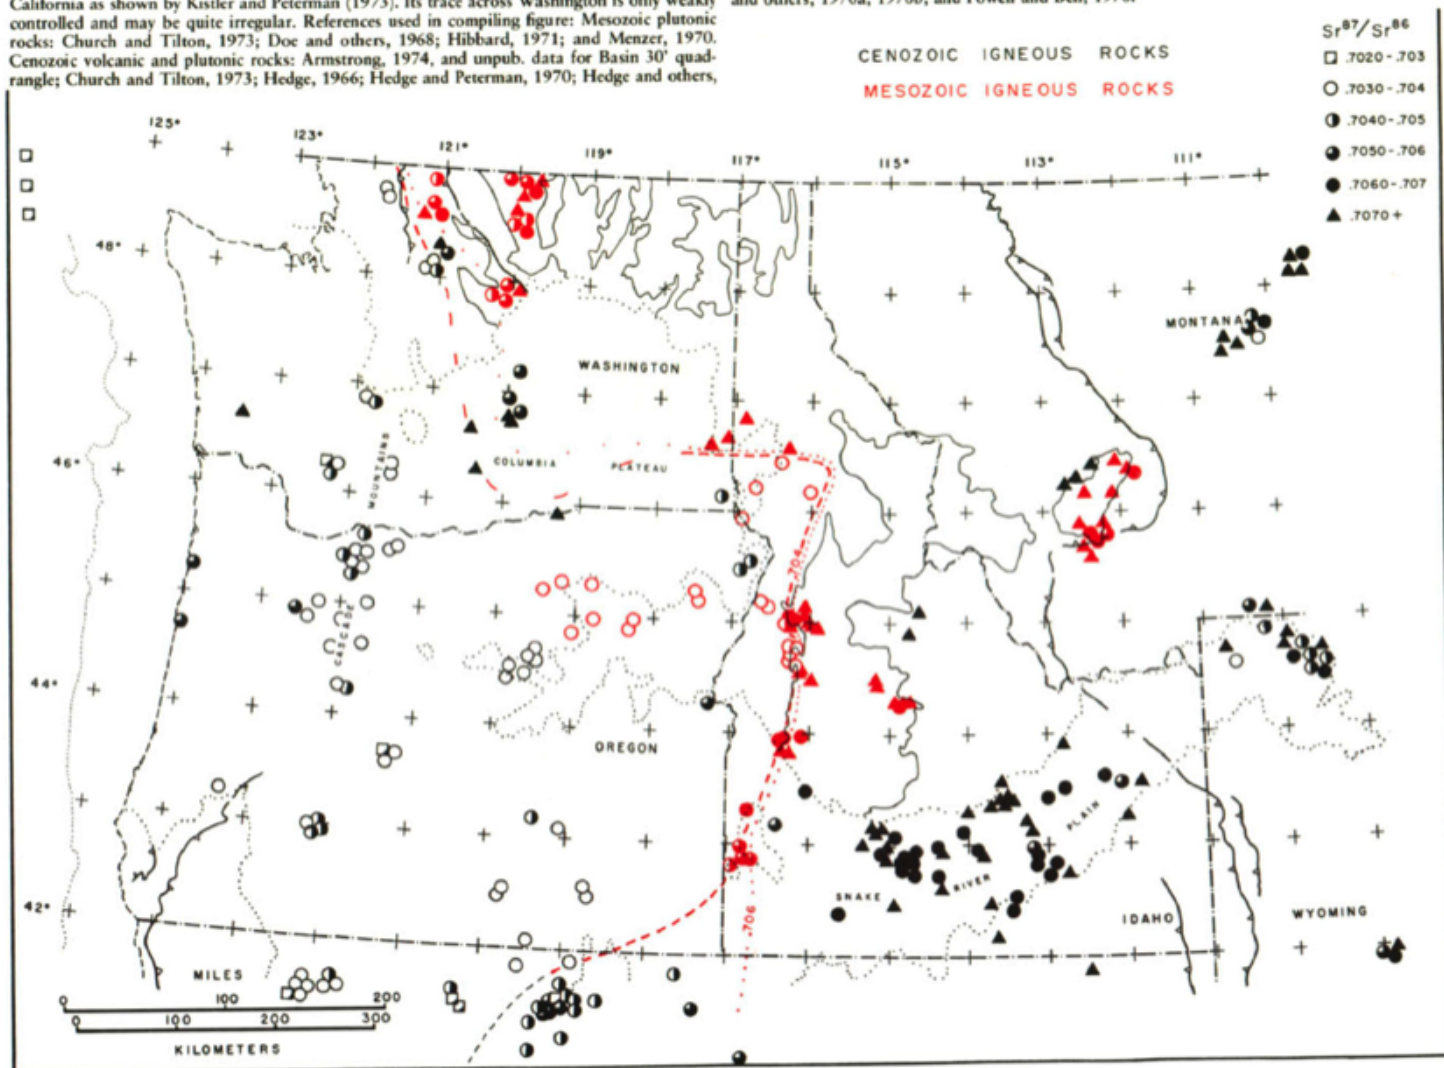 California as shown by Kistler and Peterman (1973). Its trace across Washington is only weakly
controlled and may be quite irregular. References used in compiling figure: Mesozoic plutonic
rocks: Church and Tilton, 1973; Doe and others, 1968; Hibbard, 1971; and Menzer, 1970.
Cenozoic volcanic and plutonic rocks: Armstrong, 1974, and unpub. data for Basin 30' quad-
rangle; Church and Tilton, 1973; Hedge, 1966; Hedge and Peterman, 1970; Hedge and others,
and others, 1970a, 1970b; and Powell and Bell, 1970.
CENOZOIC IGNEOUS ROCKS
MESOZOIC IGNEOUS ROCKS
Sr87/Sr86
.7020-.703
.7030-.704
.7040-.705
.7050-.706
.7060-.707
.7070+
125°
123°
121°
119°
117°
115°
113°
111°
48°
46°
44°
42°
MONTANA
WASHINGTON
COLUMBIA PLATEAU
MOUNTAINS
CASCADE
.704
OREGON
PLAIN
RIVER
SNAKE
.706
IDAHO
WYOMING
MILES
0 100 200
0 100 200 300
KILOMETERS